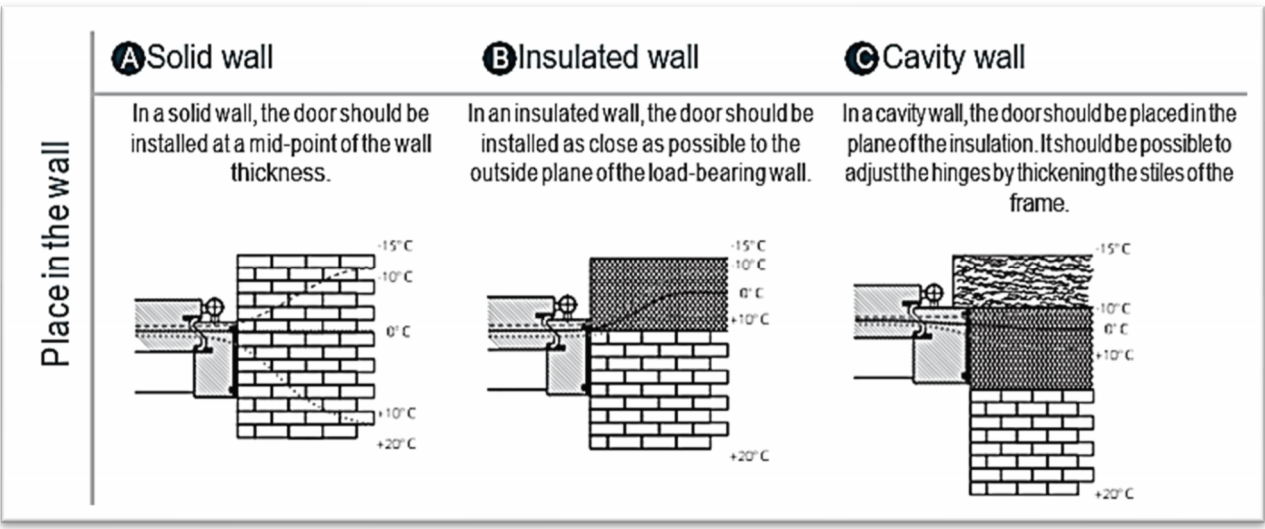 Place in the wall
A Solid wall
In a solid wall, the door should be
installed at a mid-point of the wall
thickness.
-15°C
-10°C
0°C
+10°C
+20°C
B Insulated wall
In an insulated wall, the door should be
installed as close as possible to the
outside plane of the load-bearing wall.
-15°C
-10°C
0°C
+10°C
+20°C
C Cavity wall
In a cavity wall, the door should be placed in the
plane of the insulation. It should be possible to
adjust the hinges by thickening the stiles of the
frame.
-15°C
-10°C
0°C
+10°C
+20°C